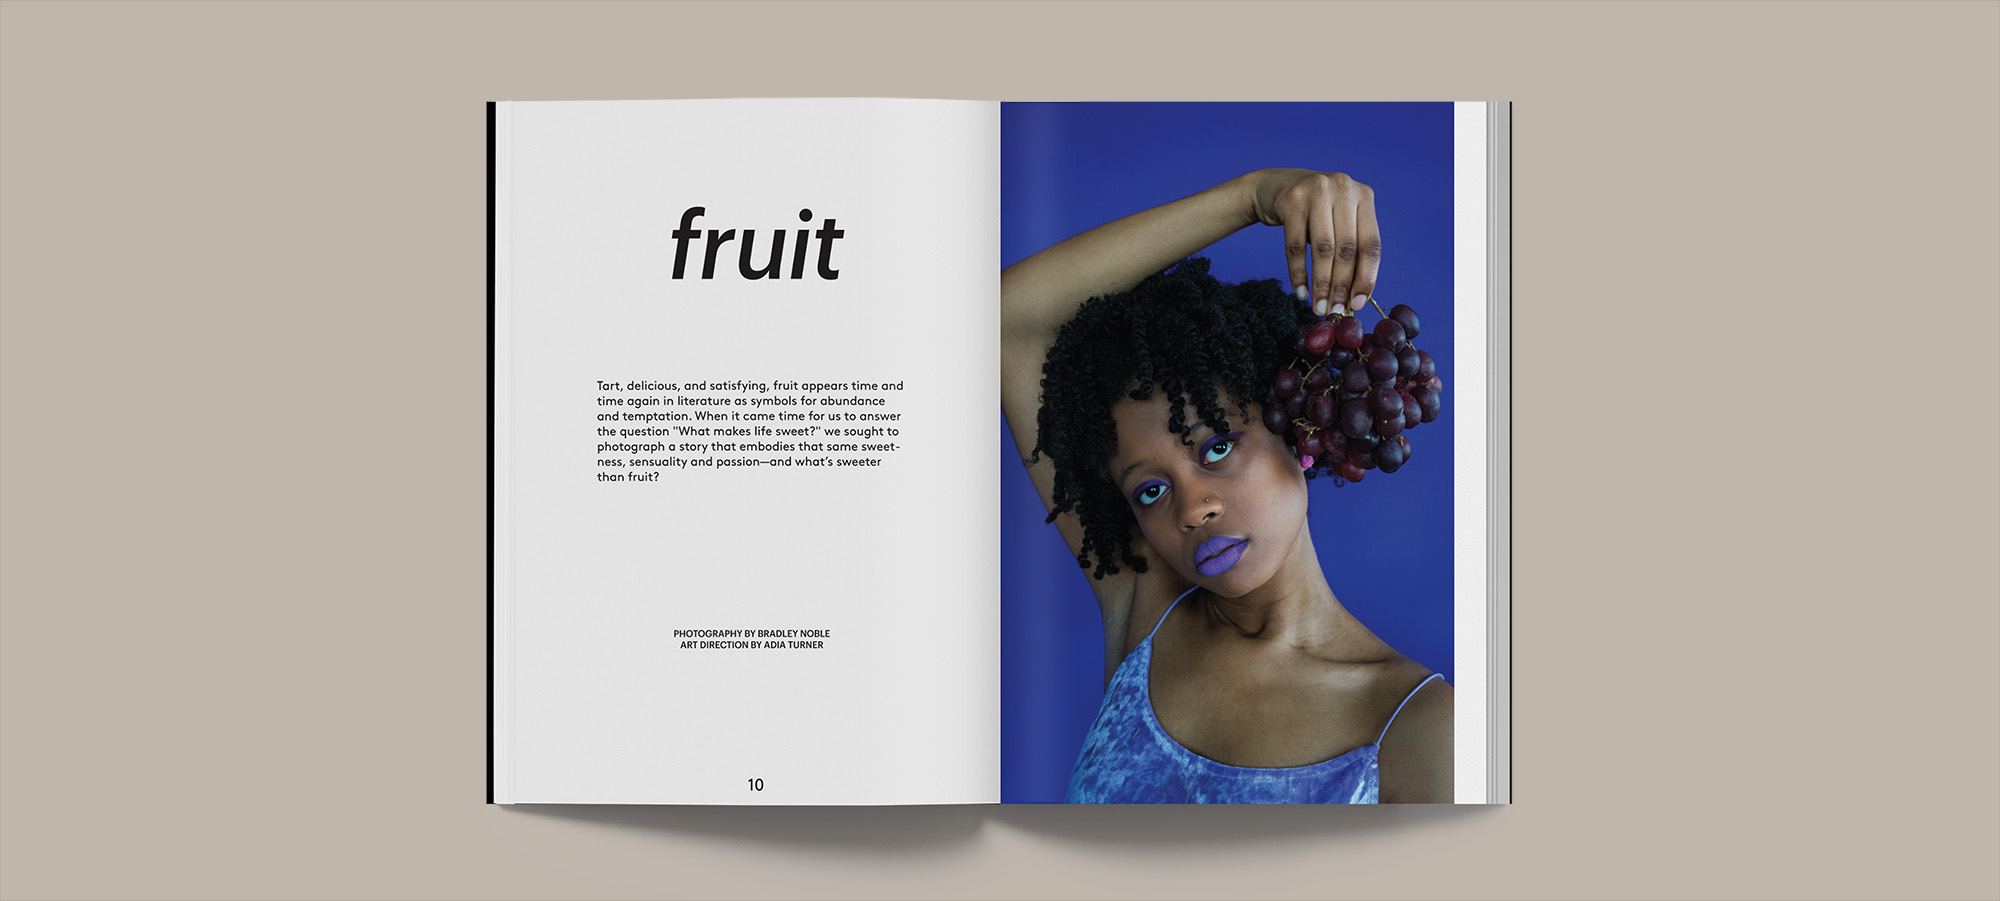 fruit
Tart, delicious, and satisfying, fruit appears time and
time again in literature as symbols for abundance
and temptation. When it came time for us to answer
the question "What makes life sweet?" we sought to
photograph a story that embodies that same sweet-
ness, sensuality and passion—and what’s sweeter
than fruit?
PHOTOGRAPHY BY BRADLEY NOBLE
ART DIRECTION BY ADIA TURNER
10